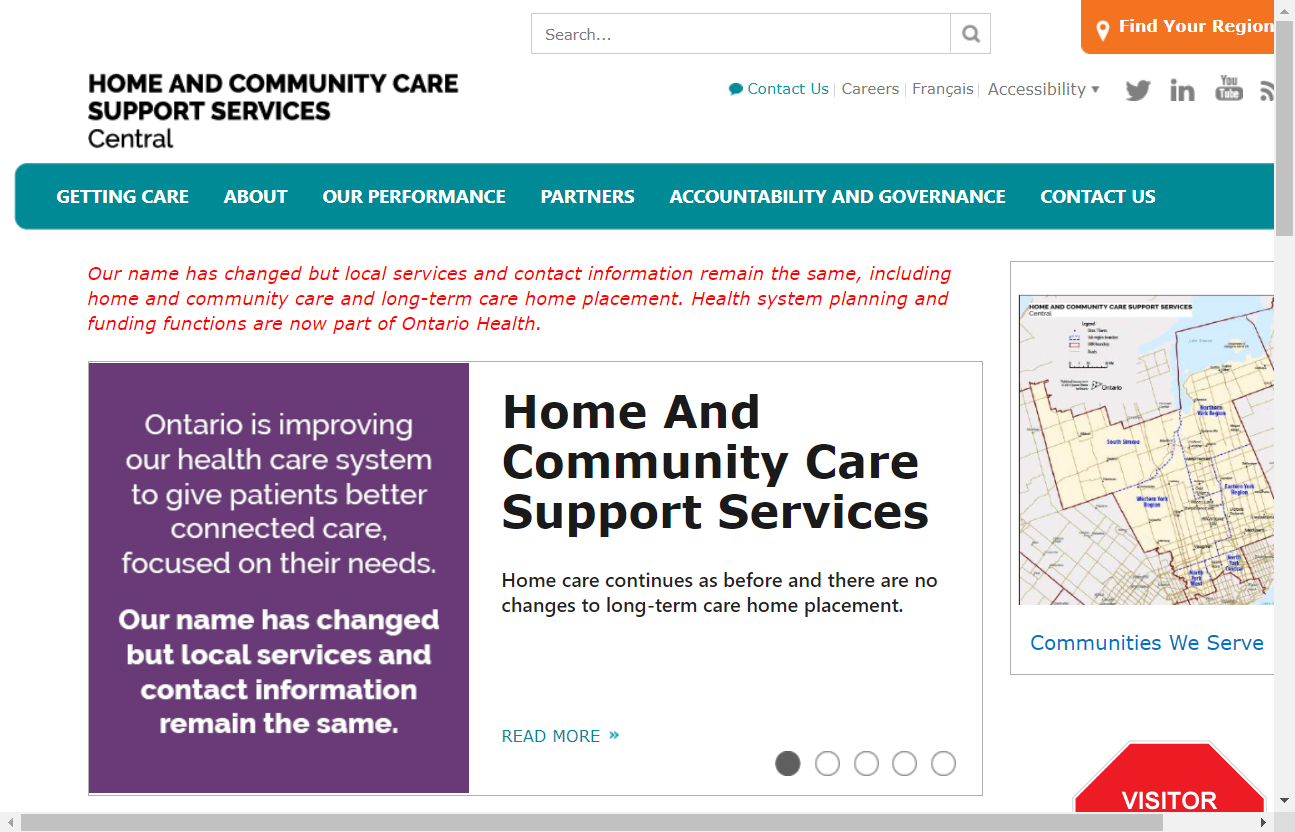 Search...
Find Your Region
HOME AND COMMUNITY CARE
SUPPORT SERVICES
Central
Contact Us
Careers
Français
Accessibility
You
Tube
GETTING CARE
ABOUT
OUR PERFORMANCE
PARTNERS
ACCOUNTABILITY AND GOVERNANCE
CONTACT US
Our name has changed but local services and contact information remain the same, including
home and community care and long-term care home placement. Health system planning and
funding functions are now part of Ontario Health.
Ontario is improving
our health care system
to give patients better
connected care,
focused on their needs.
Our name has changed
but local services and
contact information
remain the same.
Home And
Community Care
Support Services
Home care continues as before and there are no
changes to long-term care home placement.
READ MORE »
HOME AND COMMUNITY CARE SUPPORT SERVICES
Central
Legend
Ontario
Northern
York Region
South Simcoe
Western York
Region
Eastern York
Region
North
York
Central
North
York
West
Communities We Serve
VISITOR